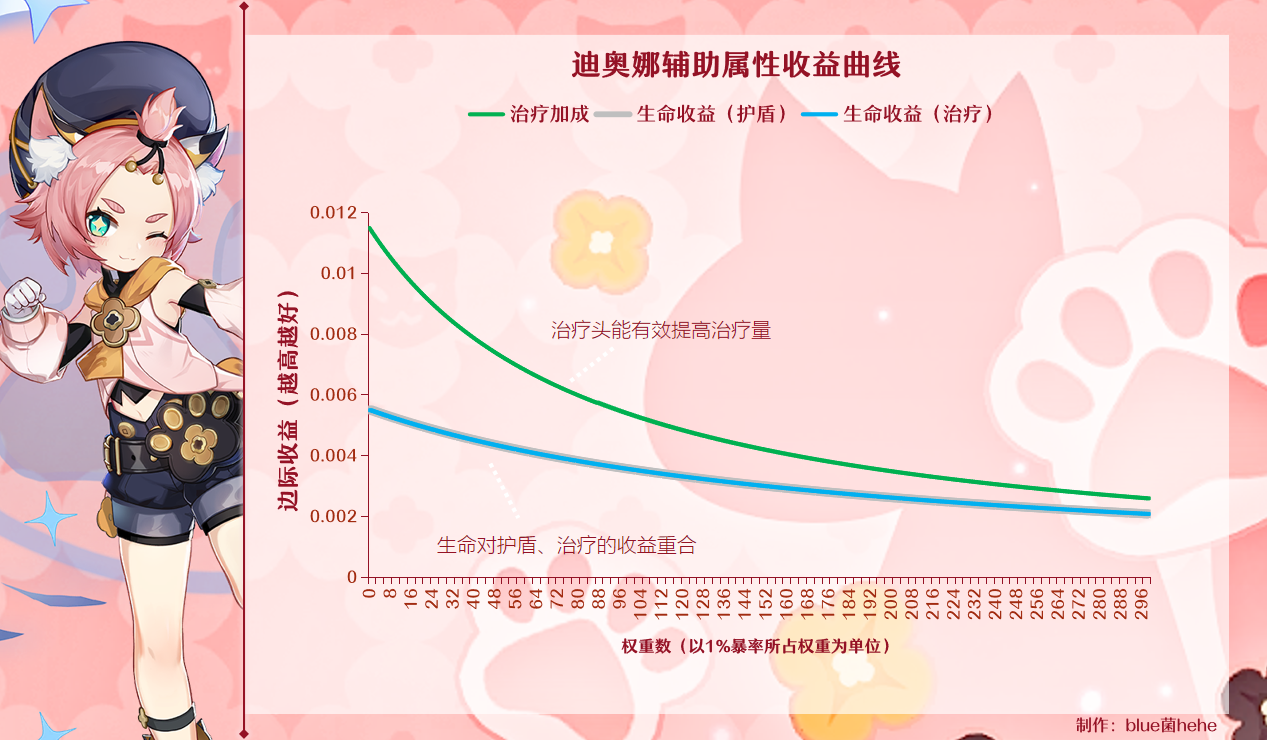 迪奥娜辅助属性收益曲线
治疗加成 生命收益（护盾） 生命收益（治疗）
边际收益（越高越好）
0.012
0.01
0.008
0.006
0.004
0.002
0
治疗头能有效提高治疗量
生命对护盾、治疗的收益重合
0 8 16 24 32 40 48 56 64 72 80 88 96 104 112 120 128 136 144 152 160 168 176 184 192 200 208 216 224 232 240 248 256 264 272 280 288 296
权重数（以1%暴率所占权重为单位）
制作：blue菌hehe